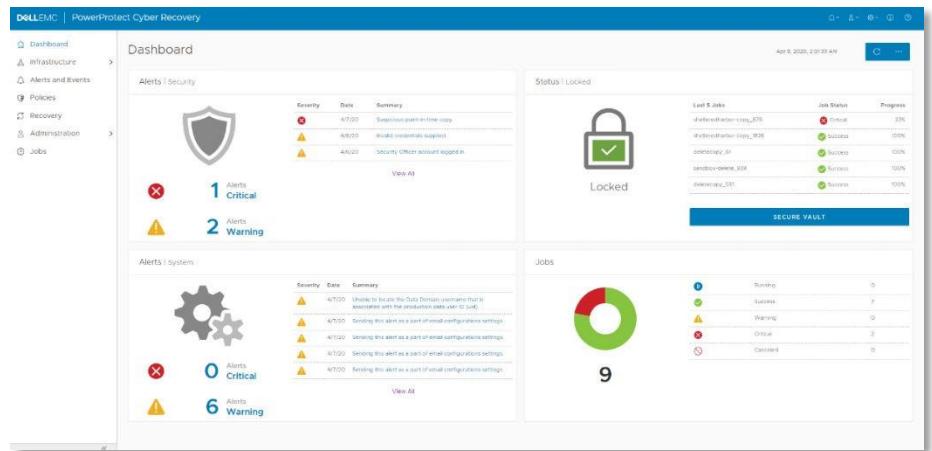 DELLEMC | PowerProtect Cyber Recovery
Dashboard
Infrastructure
Alerts and Events
Policies
Recovery
Administration
Jobs
Dashboard
Apr 9, 2020, 2:01:39 AM
Alerts | Security
Severity Date Summary
4/7/20 Suspicious point-in-time copy
4/6/20 Invalid credentials supplied
4/6/20 Security Officer account logged in
View All
1 Alerts Critical
2 Alerts Warning
Status | Locked
Locked
Last 5 Jobs Job Status Progress
Critical
Success 100%
Success 100%
Success 100%
Success 100%
SECURE VAULT
Alerts | System
Severity Date Summary
4/7/20 Unable to locate the Data Domain username that is
associated with the production data user ID
4/7/20 Sending this alert as a part of email configurations settings
4/7/20 Sending this alert as a part of email configurations settings
4/7/20 Sending this alert as a part of email configurations settings
4/7/20 Sending this alert as a part of email configurations settings
View All
0 Alerts Critical
6 Alerts Warning
Jobs
9
Running 0
Success 7
Warning 0
Critical 2
Canceled 0